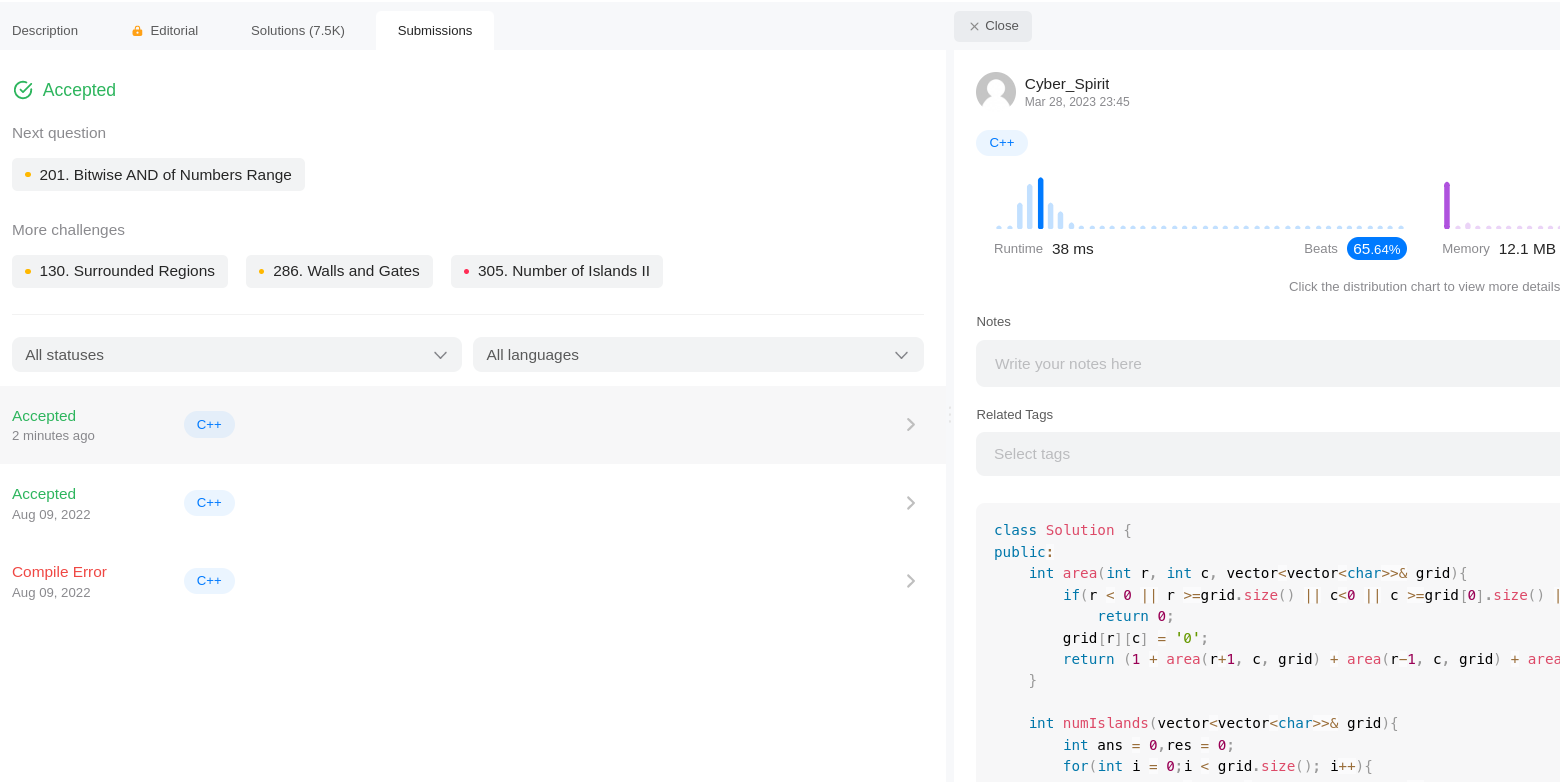 Description
Editorial
Solutions (7.5K)
Submissions
Accepted
Next question
201. Bitwise AND of Numbers Range
More challenges
130. Surrounded Regions
286. Walls and Gates
305. Number of Islands II
All statuses
All languages
Accepted
2 minutes ago
C++
Accepted
Aug 09, 2022
C++
Compile Error
Aug 09, 2022
C++
Close
Cyber_Spirit
Mar 28, 2023 23:45
C++
Runtime 38 ms
Beats 65.64%
Memory 12.1 MB
Click the distribution chart to view more details
Notes
Write your notes here
Related Tags
Select tags
class Solution {
public:
    int area(int r, int c, vector<vector<char>>& grid){
        if(r < 0 || r >=grid.size() || c<0 || c >=grid[0].size() |
            return 0;
        grid[r][c] = '0';
        return (1 + area(r+1, c, grid) + area(r-1, c, grid) + area
    }
    int numIslands(vector<vector<char>>& grid){
        int ans = 0,res = 0;
        for(int i = 0;i < grid.size(); i++){